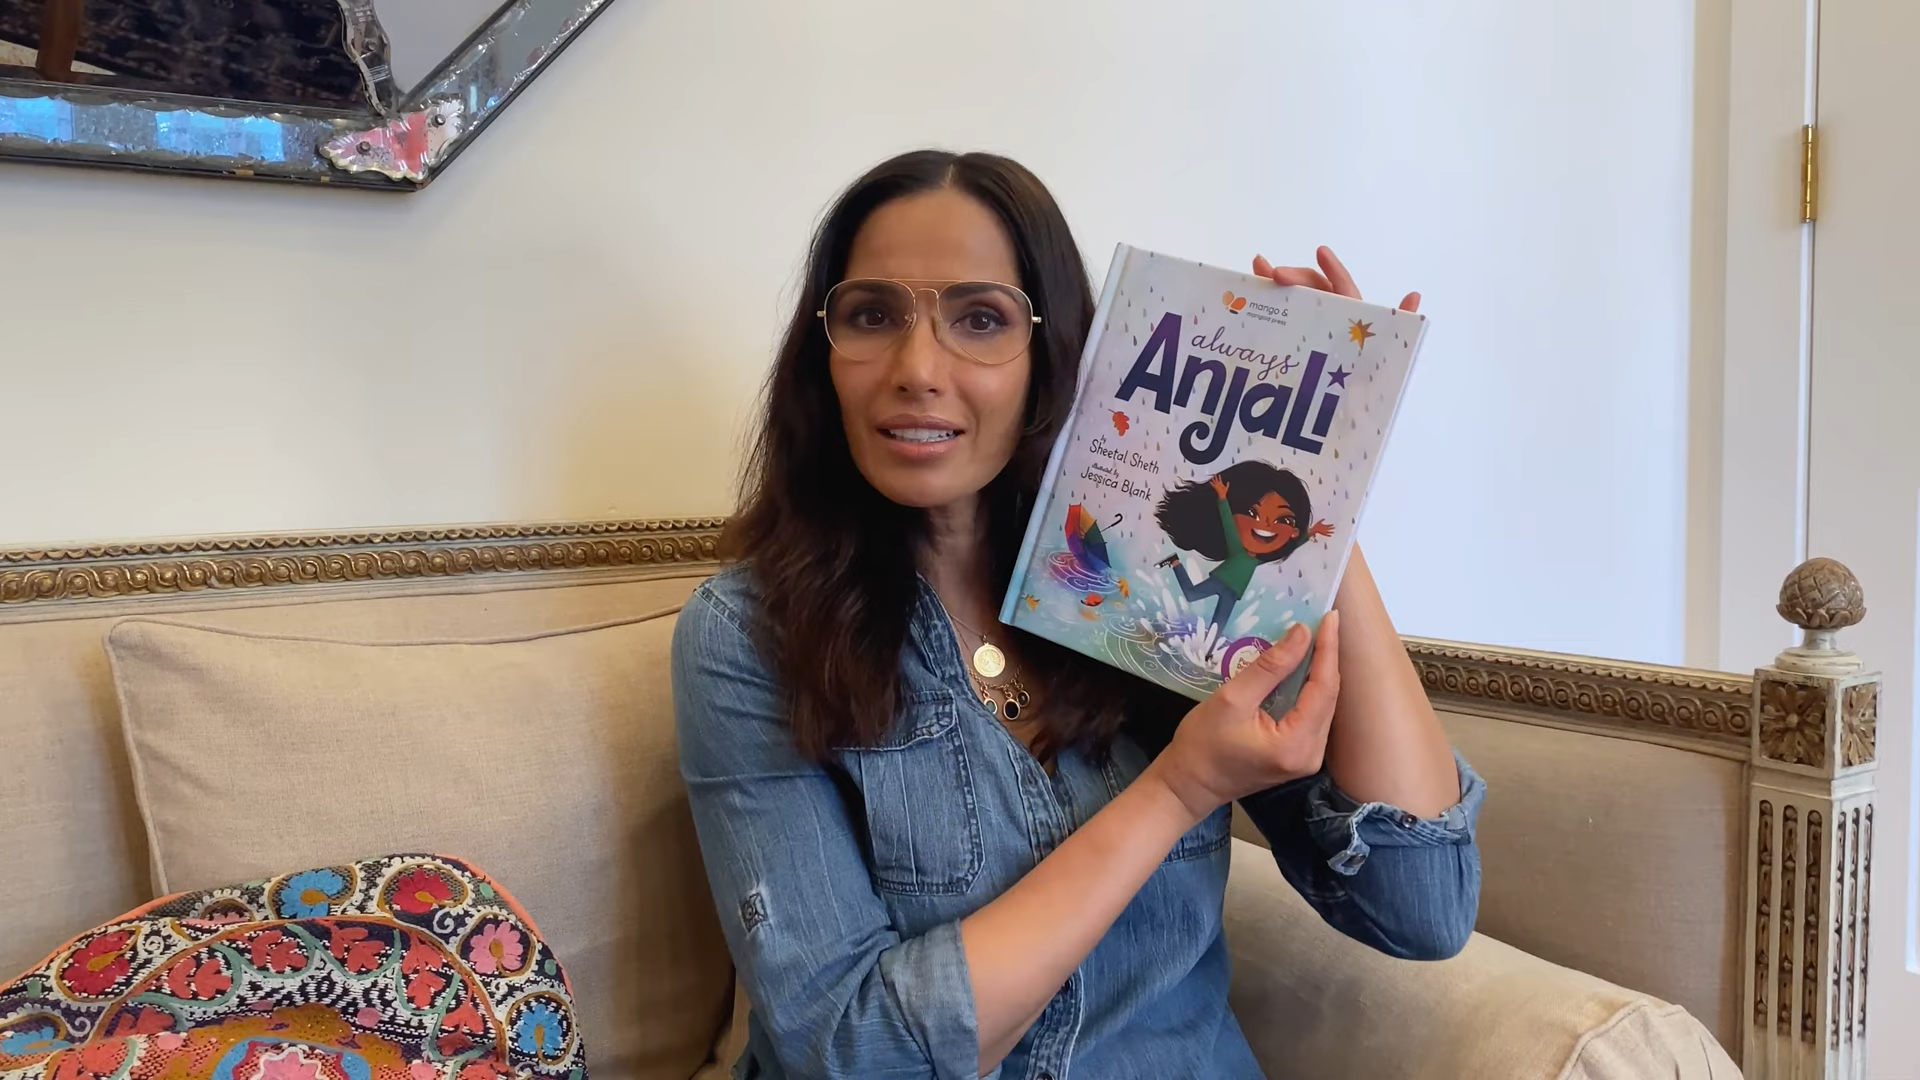 mango &
marigold press
always
Anjali
by
Sheetal Sheth
illustrated by
Jessica Blank